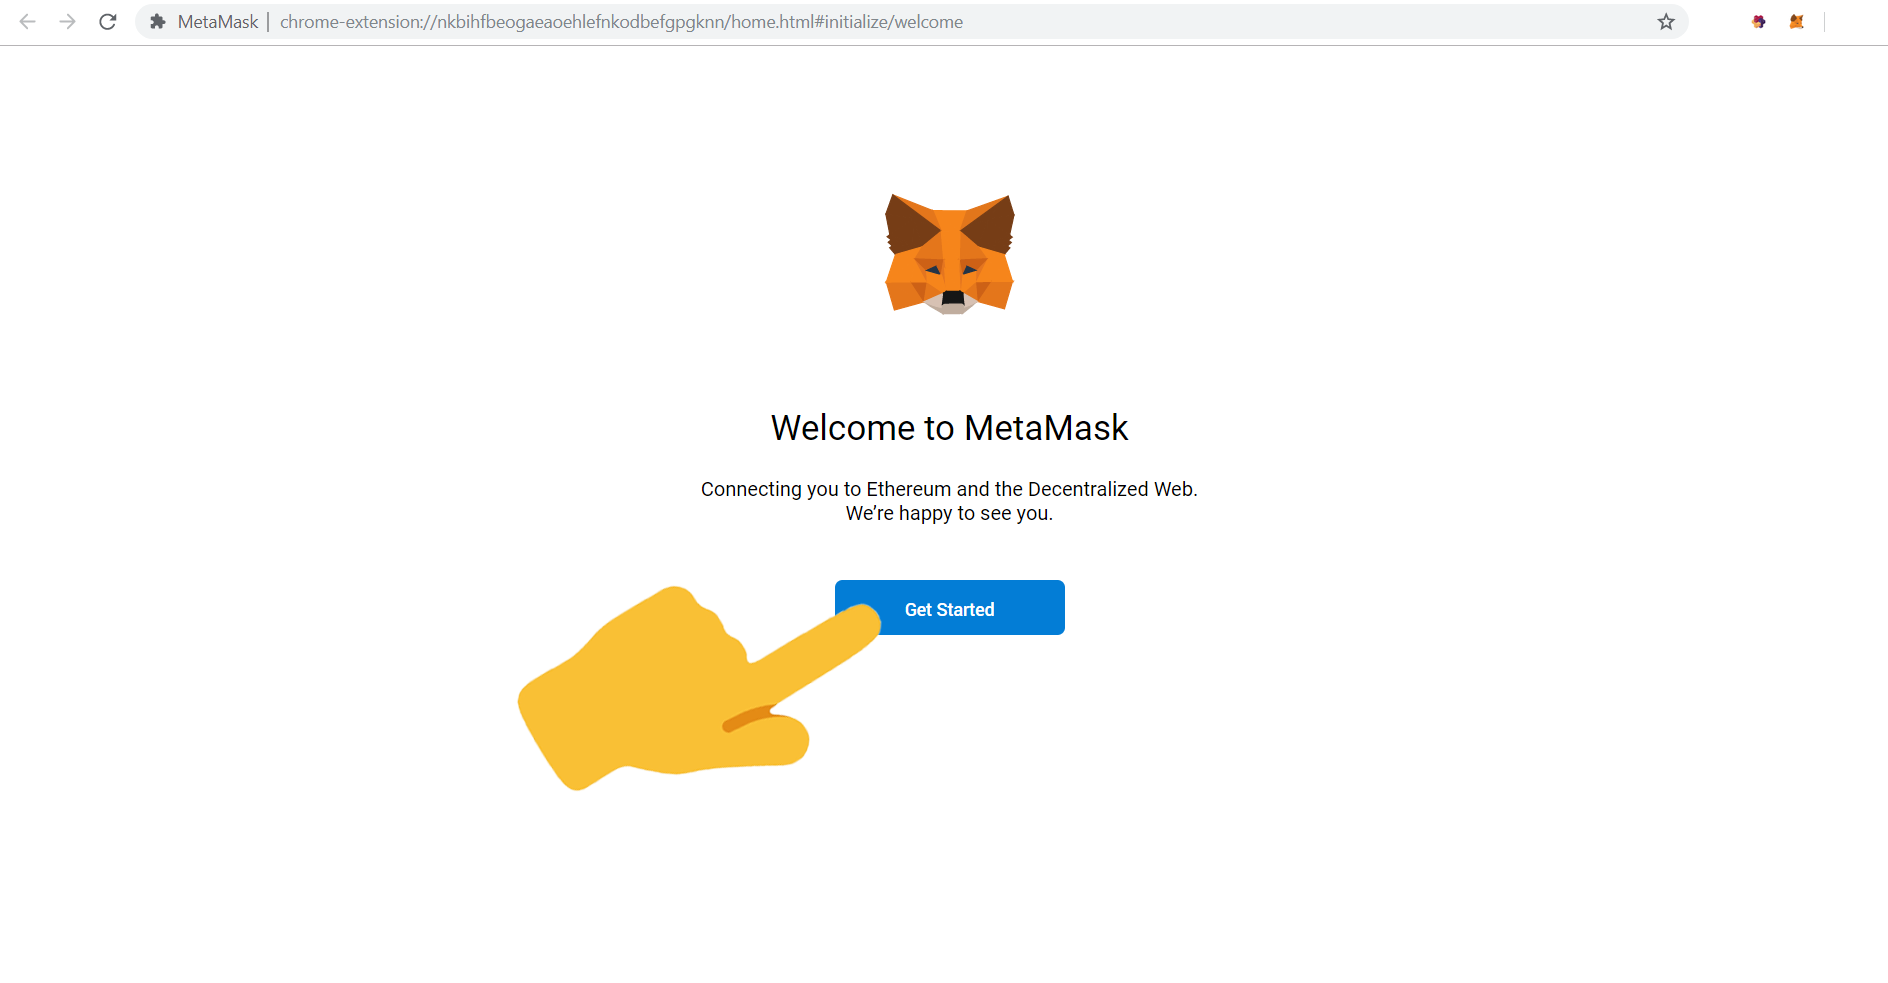 MetaMask | chrome-extension://nkbihfbeogaeaoehlefnkodbefgpgknn/home.html#initialize/welcome
Welcome to MetaMask
Connecting you to Ethereum and the Decentralized Web.
We’re happy to see you.
Get Started